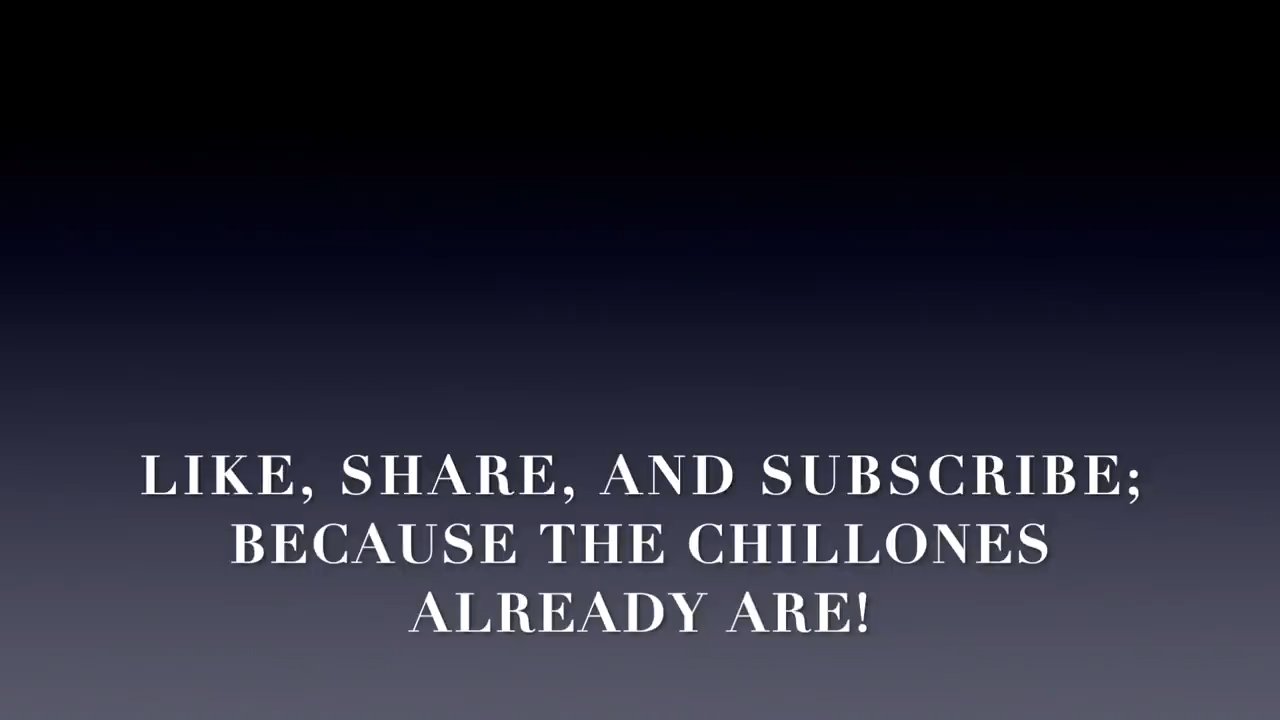 LIKE, SHARE, AND SUBSCRIBE;
BECAUSE THE CHILLONES
ALREADY ARE!